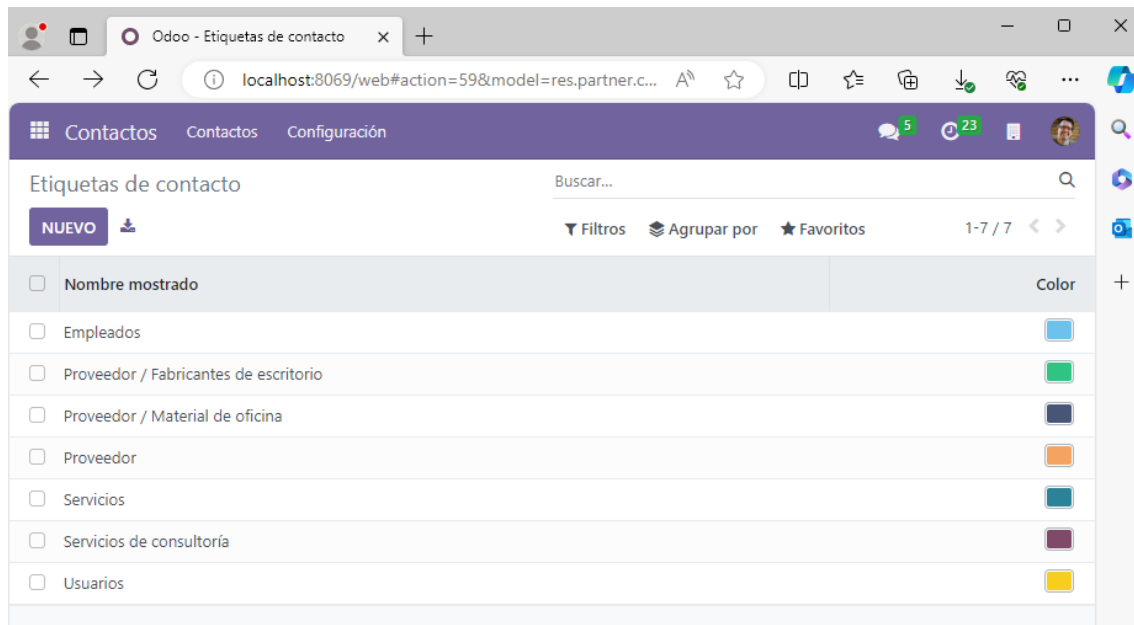 Odoo - Etiquetas de contacto
localhost:8069/web#action=59&model=res.partner.c...
Contactos Contactos Configuración 5 23
Etiquetas de contacto Buscar...
NUEVO Filtros Agrupar por Favoritos 1-7 / 7
Nombre mostrado Color
Empleados
Proveedor / Fabricantes de escritorio
Proveedor / Material de oficina
Proveedor
Servicios
Servicios de consultoría
Usuarios